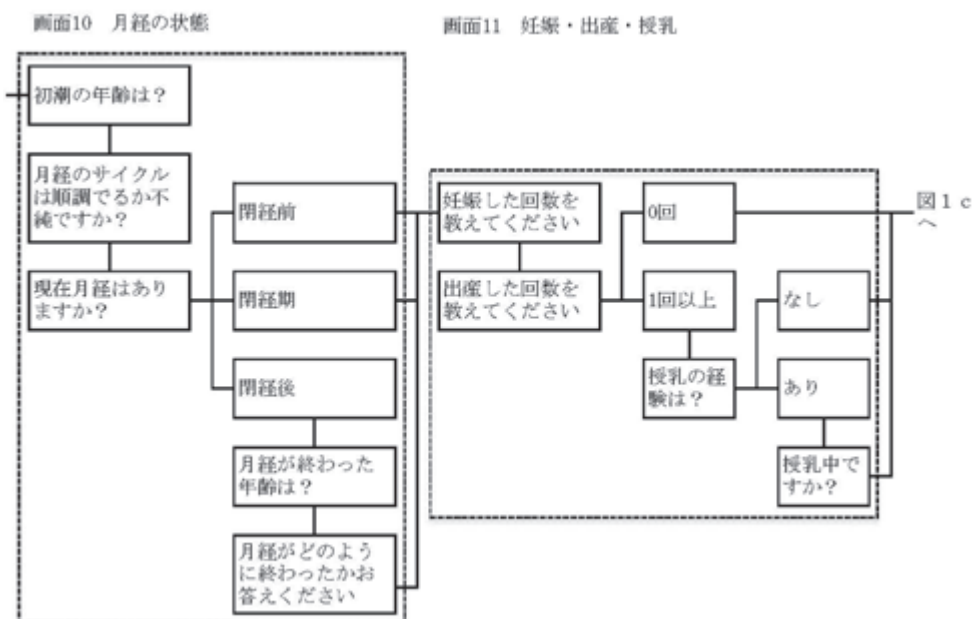 画面10 月経の状態
初潮の年齢は？
月経のサイクル
は順調でるか不
純ですか？
現在月経はあり
ますか？
閉経前
閉経期
閉経後
月経が終わった
年齢は？
月経がどのよう
に終わったかお
答えください
画面11 妊娠・出産・授乳
妊娠した回数を
教えてください
出産した回数を
教えてください
0回
1回以上
授乳の経
験は？
なし
あり
授乳中で
すか？
図１c
へ